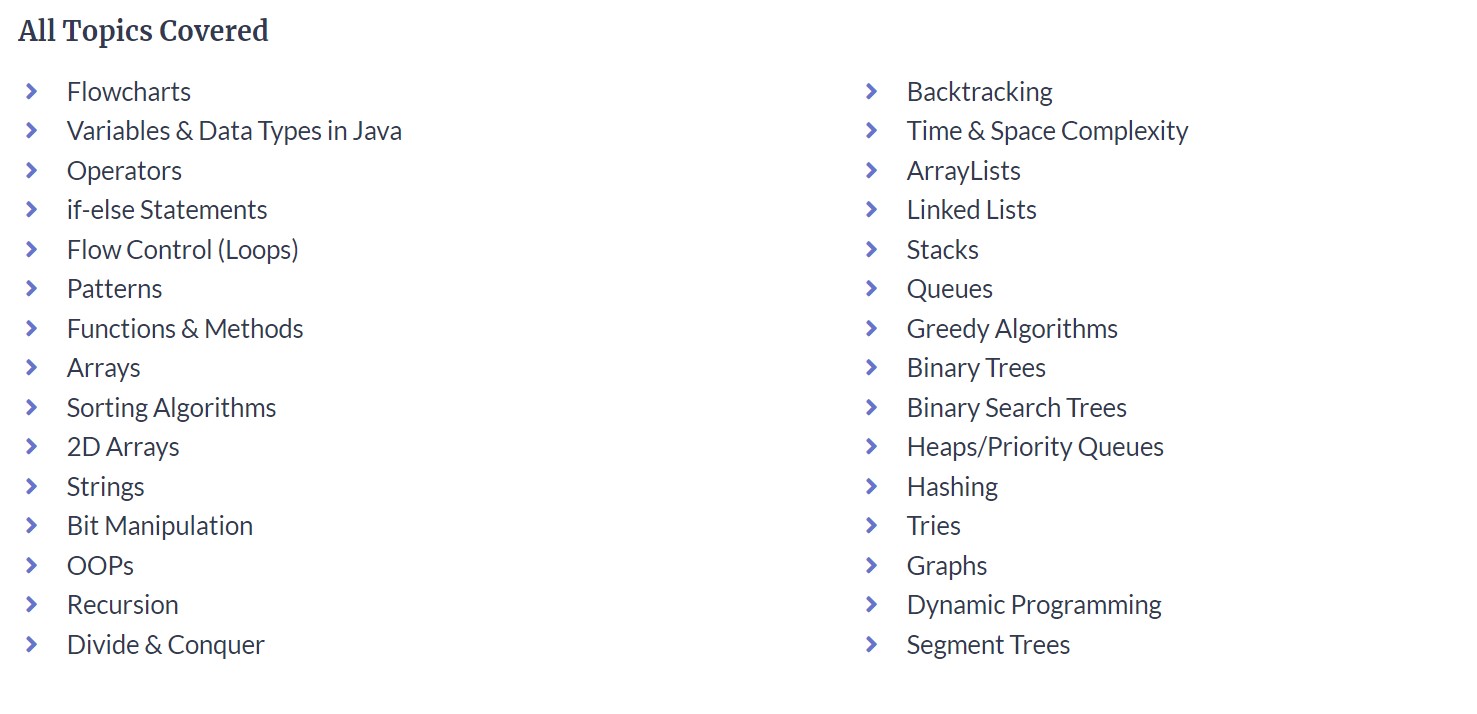 All Topics Covered
Flowcharts
Variables & Data Types in Java
Operators
if-else Statements
Flow Control (Loops)
Patterns
Functions & Methods
Arrays
Sorting Algorithms
2D Arrays
Strings
Bit Manipulation
OOPs
Recursion
Divide & Conquer
Backtracking
Time & Space Complexity
ArrayLists
Linked Lists
Stacks
Queues
Greedy Algorithms
Binary Trees
Binary Search Trees
Heaps/Priority Queues
Hashing
Tries
Graphs
Dynamic Programming
Segment Trees